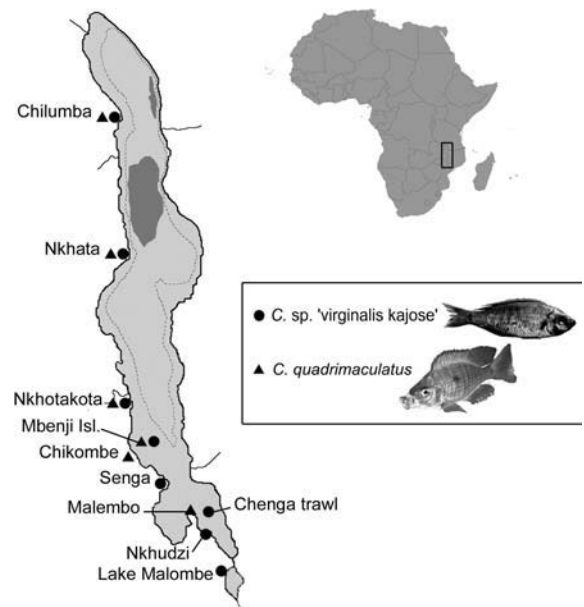 Chilumba
Nkhata
Nkhotakota
Mbenji Isl.
Chikombe
Senga
Malembo
Chenga trawl
Nkhudzi
Lake Malombe
C. sp. 'virginalis kajose'
C. quadrimaculatus